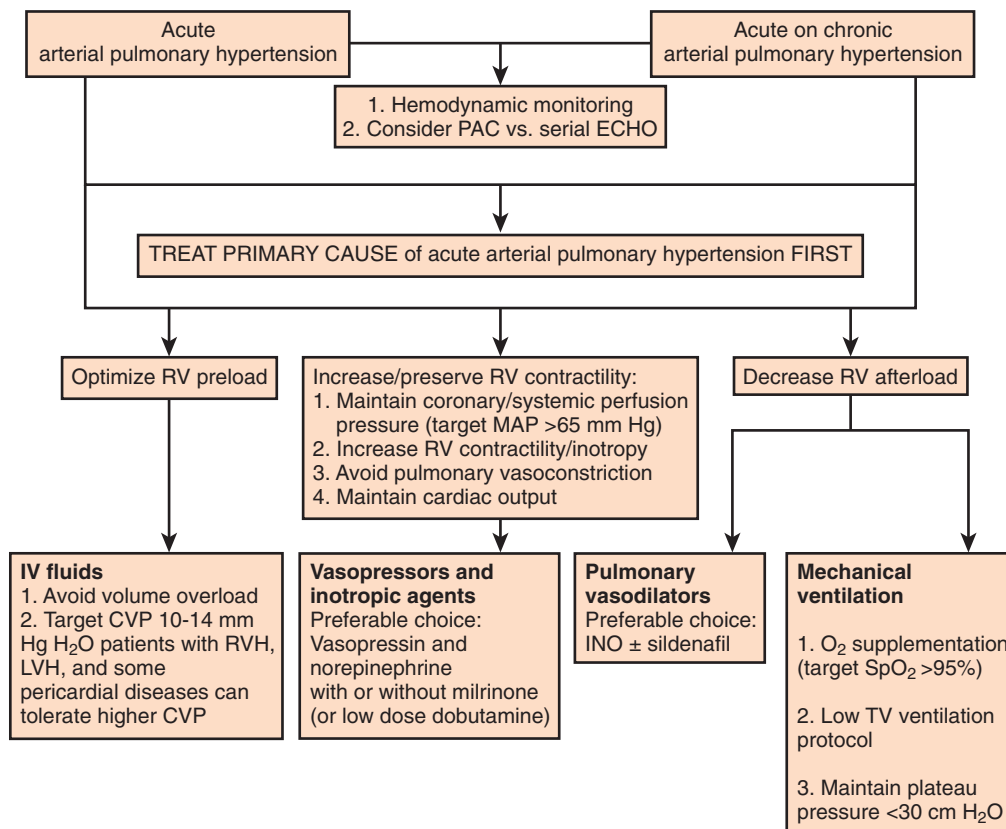 Acute
arterial pulmonary hypertension
Acute on chronic
arterial pulmonary hypertension
1. Hemodynamic monitoring
2. Consider PAC vs. serial ECHO
TREAT PRIMARY CAUSE of acute arterial pulmonary hypertension FIRST
Optimize RV preload
Increase/preserve RV contractility:
1. Maintain coronary/systemic perfusion
pressure (target MAP >65 mm Hg)
2. Increase RV contractility/inotropy
3. Avoid pulmonary vasoconstriction
4. Maintain cardiac output
Decrease RV afterload
IV fluids
1. Avoid volume overload
2. Target CVP 10-14 mm
Hg H₂O patients with RVH,
LVH, and some
pericardial diseases can
tolerate higher CVP
Vasopressors and
inotropic agents
Preferable choice:
Vasopressin and
norepinephrine
with or without milrinone
(or low dose dobutamine)
Pulmonary
vasodilators
Preferable choice:
INO ± sildenafil
Mechanical
ventilation
1. O₂ supplementation
(target SpO₂ >95%)
2. Low TV ventilation
protocol
3. Maintain plateau
pressure <30 cm H₂O